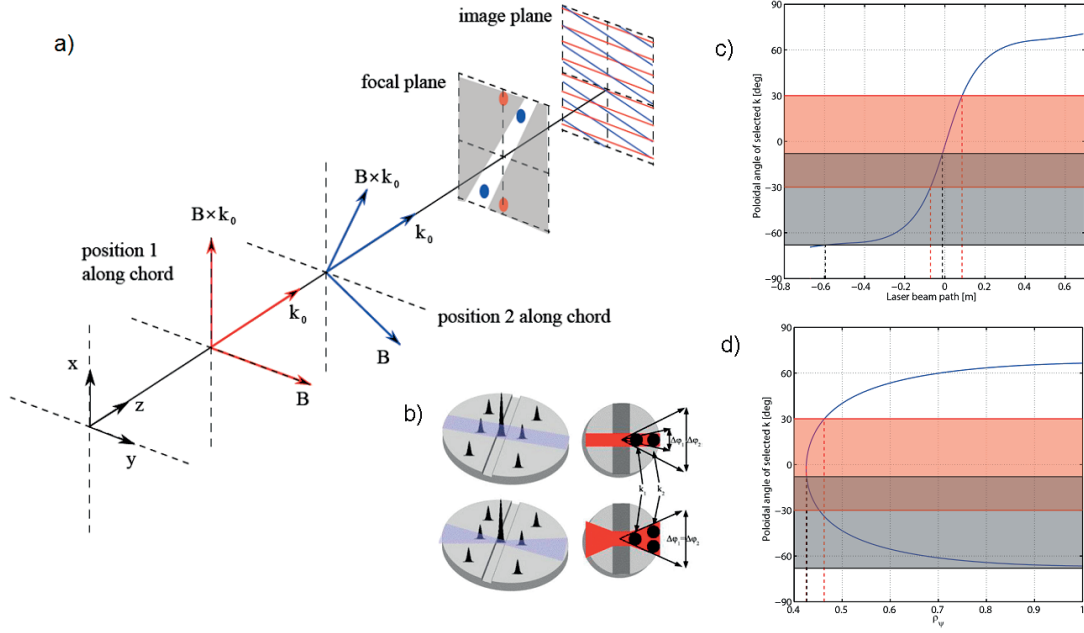 a)
image plane
focal plane
B×k₀
k₀
B×k₀
position 1
along chord
k₀
position 2 along chord
B
B
x
z
y
b)
Δφ₁
Δφ₂
k₁
k₂
Δφ₁=Δφ₂
c)
Poloidal angle of selected k [deg]
90
60
30
0
−30
−60
−90
−0.8
−0.6
−0.4
−0.2
0
0.2
0.4
0.6
Laser beam path [m]
d)
Poloidal angle of selected k [deg]
90
60
30
0
−30
−60
−90
0.4
0.5
0.6
0.7
0.8
0.9
1
ρψ